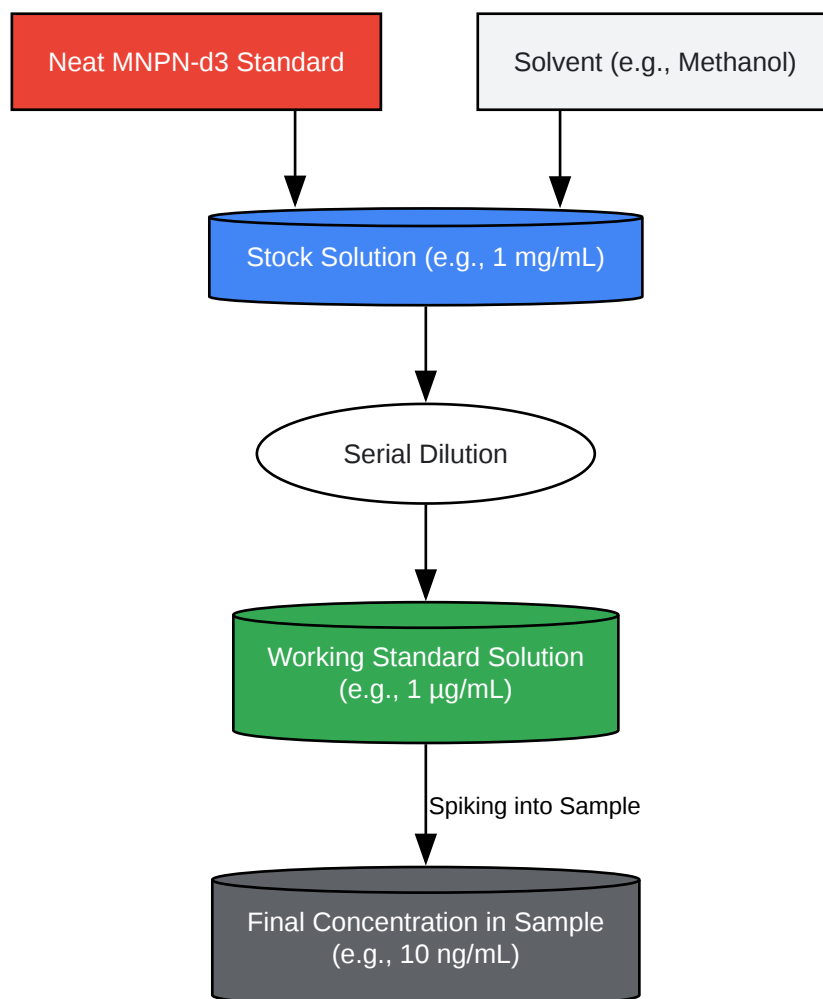 Neat MNPN-d3 Standard
Solvent (e.g., Methanol)
Stock Solution (e.g., 1 mg/mL)
Serial Dilution
Working Standard Solution
(e.g., 1 µg/mL)
Spiking into Sample
Final Concentration in Sample
(e.g., 10 ng/mL)